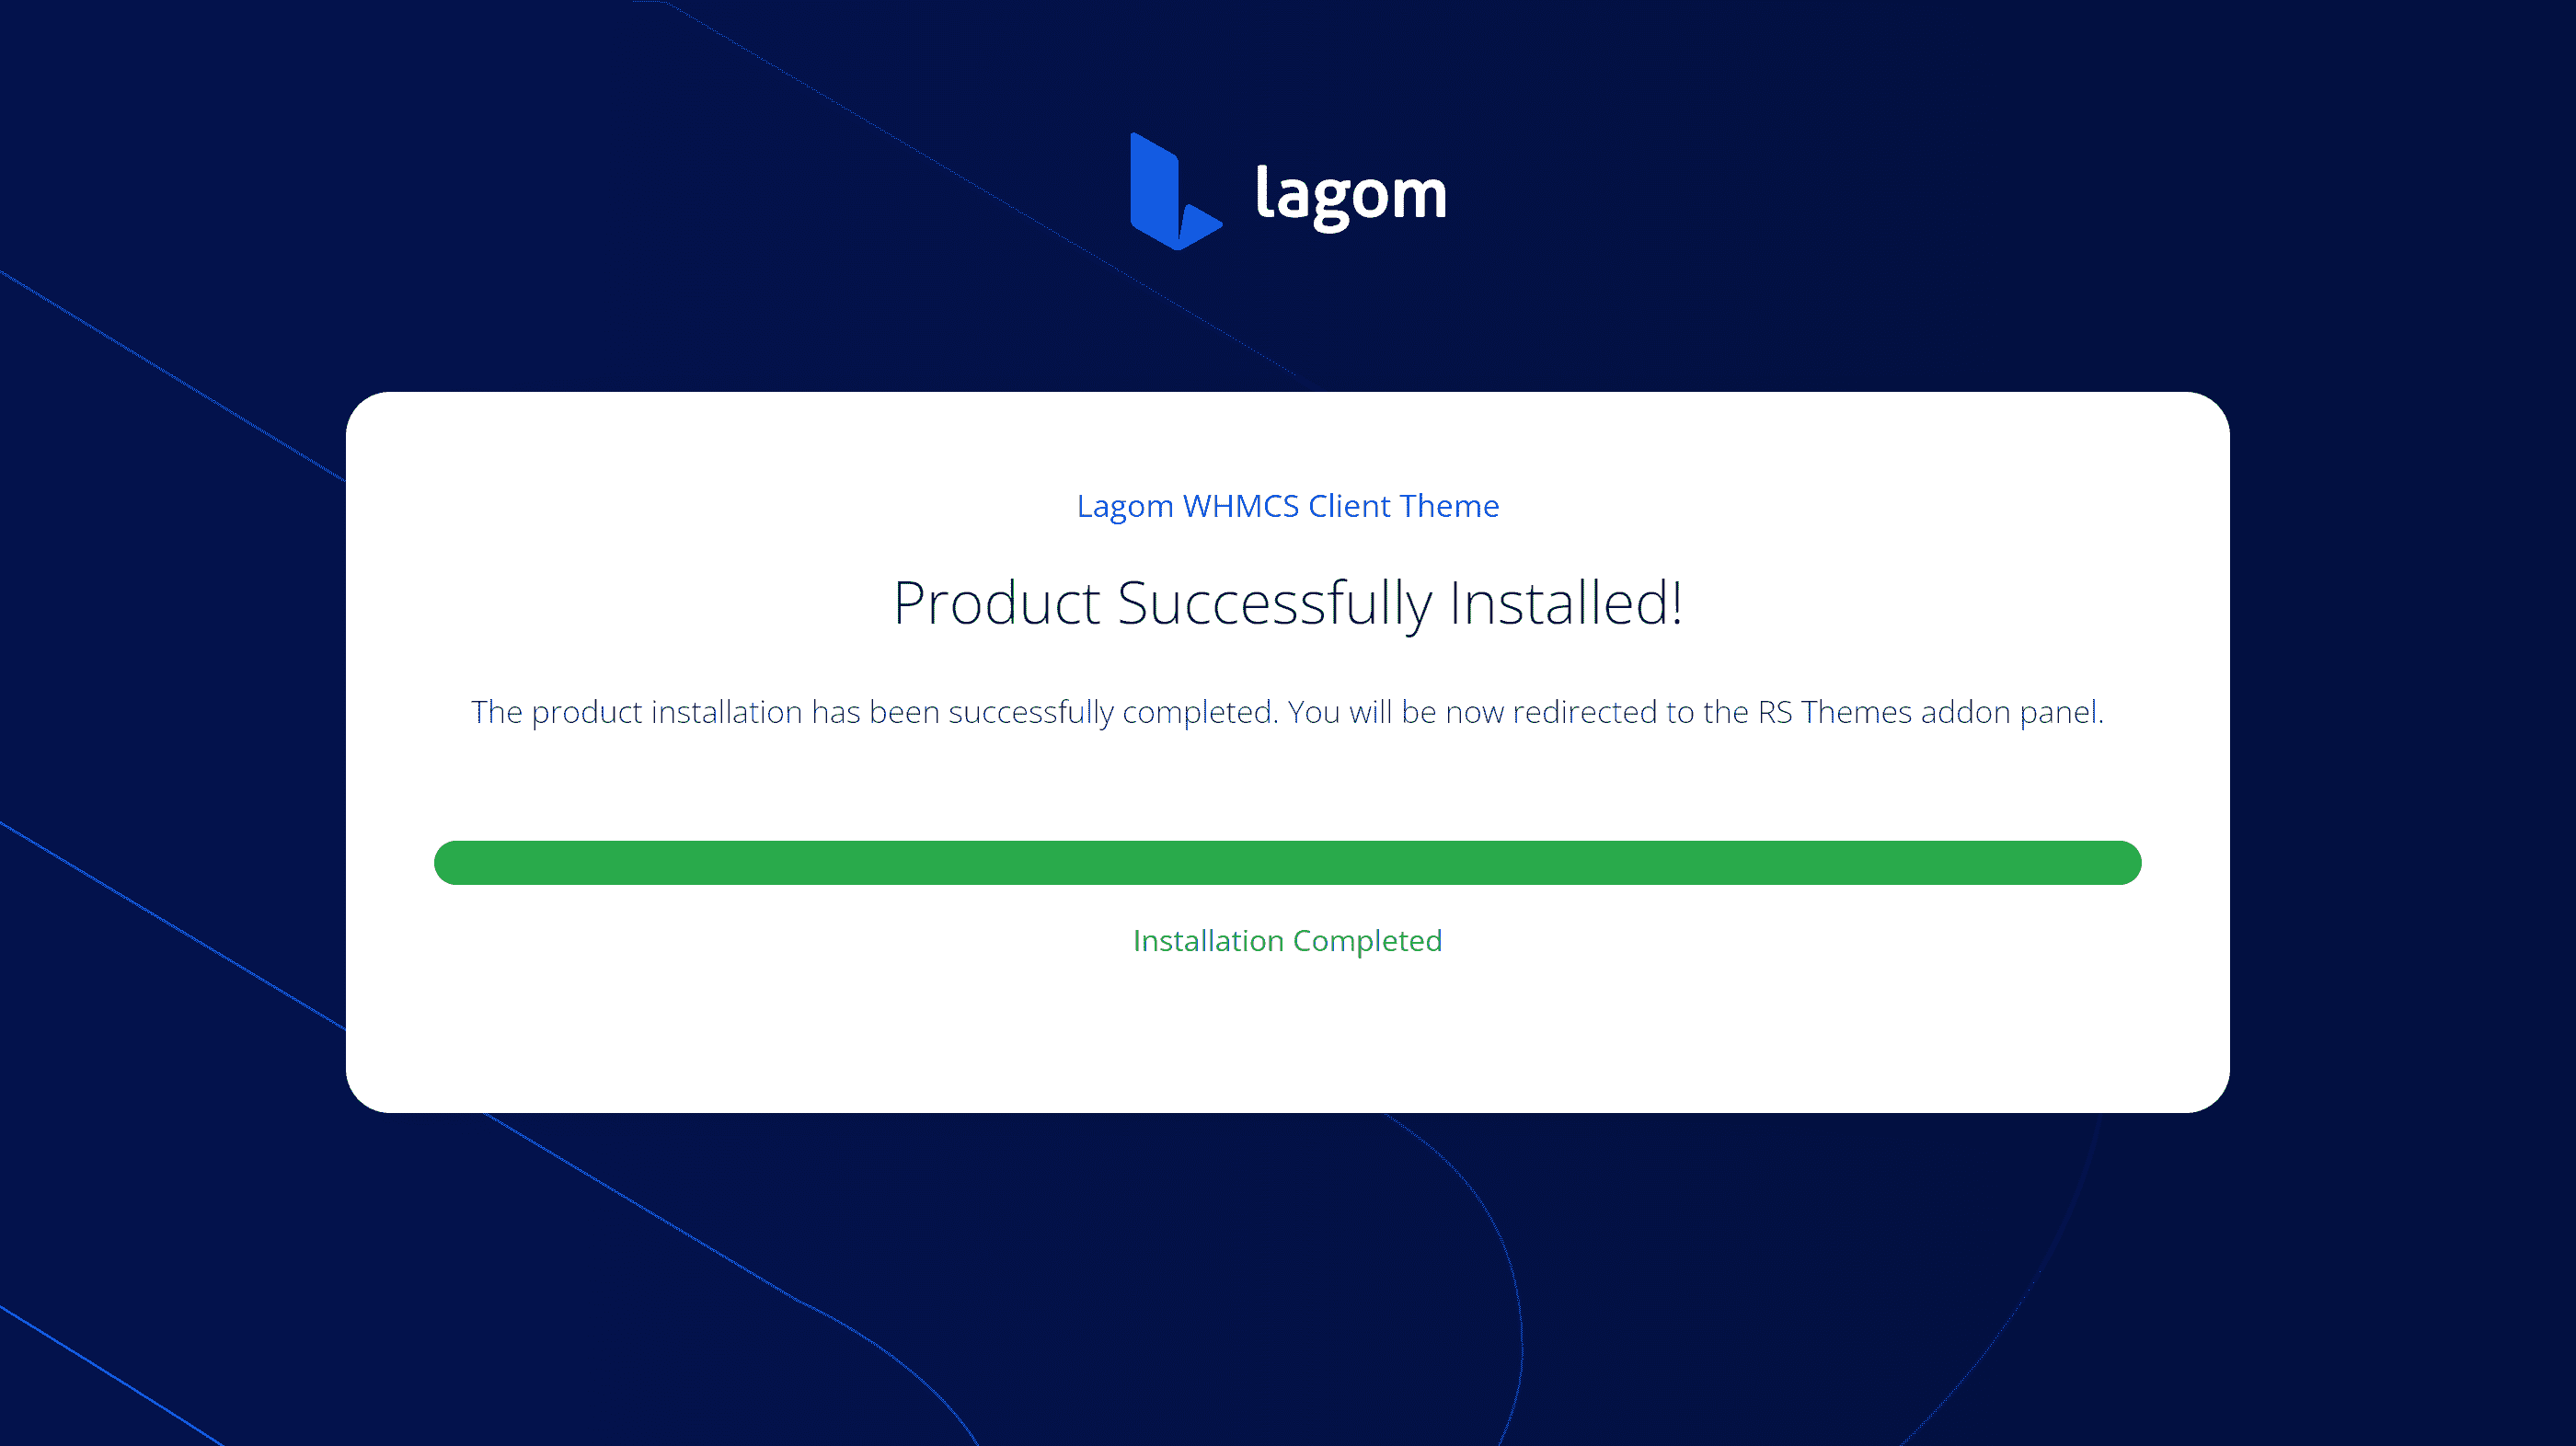 lagom
Lagom WHMCS Client Theme
Product Successfully Installed!
The product installation has been successfully completed. You will be now redirected to the RS Themes addon panel.
Installation Completed